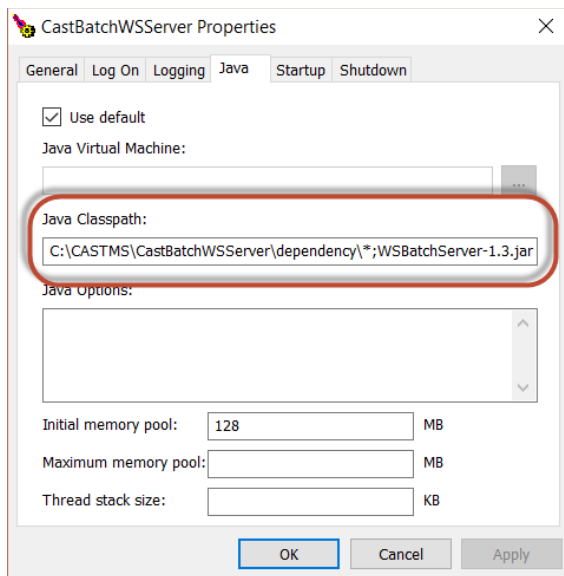 CastBatchWSServer Properties
General Log On Logging Java Startup Shutdown
Use default
Java Virtual Machine:
...
Java Classpath:
C:\CASTMS\CastBatchWSServer\dependency\*;WSBatchServer-1.3.jar
Java Options:
Initial memory pool: 128 MB
Maximum memory pool: MB
Thread stack size: KB
OK Cancel Apply